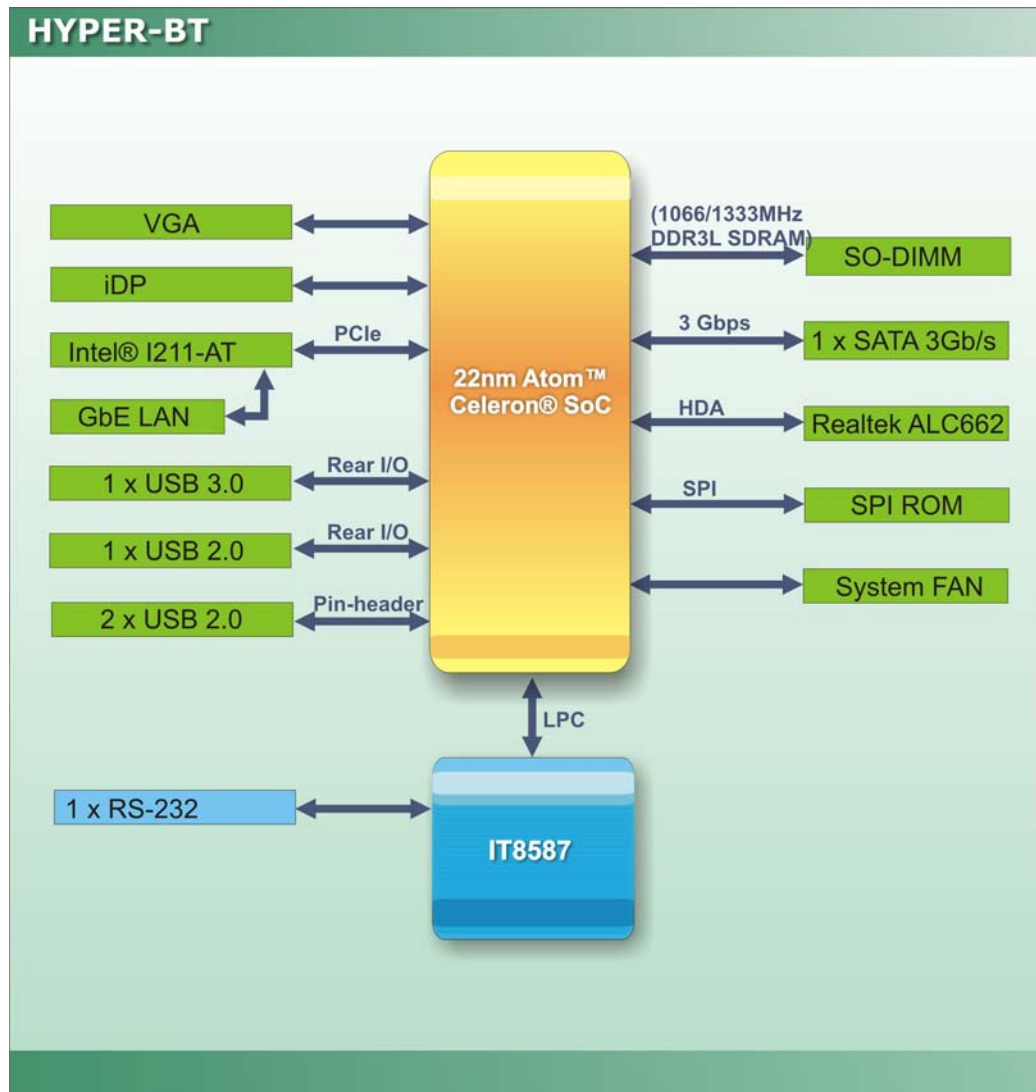 HYPER-BT
VGA
iDP
PCIe
Intel® I211-AT
GbE LAN
Rear I/O
1 x USB 3.0
Rear I/O
1 x USB 2.0
Pin-header
2 x USB 2.0
22nm Atom™
Celeron® SoC
(1066/1333MHz
DDR3L SDRAM)
SO-DIMM
3 Gbps
1 x SATA 3Gb/s
HDA
Realtek ALC662
SPI
SPI ROM
System FAN
LPC
1 x RS-232
IT8587